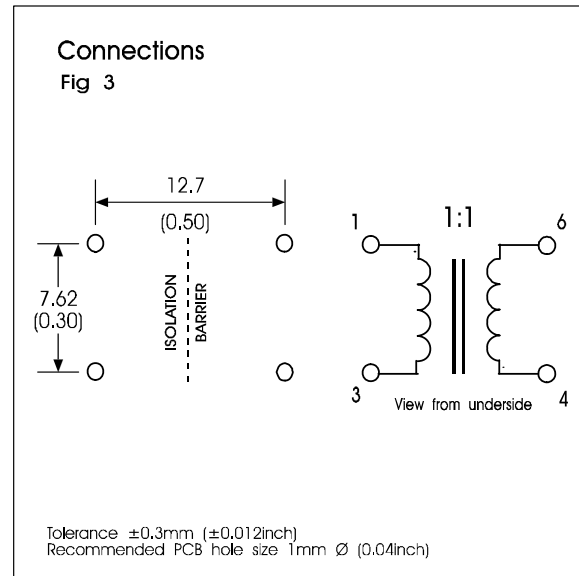 Connections
Fig 3
12.7
(0.50)
7.62
(0.30)
ISOLATION
BARRIER
1
1:1
6
3
4
View from underside
Tolerance ±0.3mm (±0.012inch)
Recommended PCB hole size 1mm Ø (0.04inch)